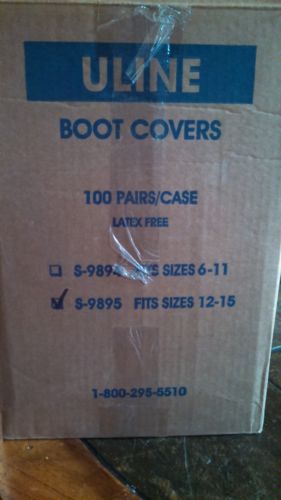 ULINE
BOOT COVERS
100 PAIRS/CASE
LATEX FREE
SIZES 6-11
S-9895 FITS SIZES 12-15
1-800-295-5510